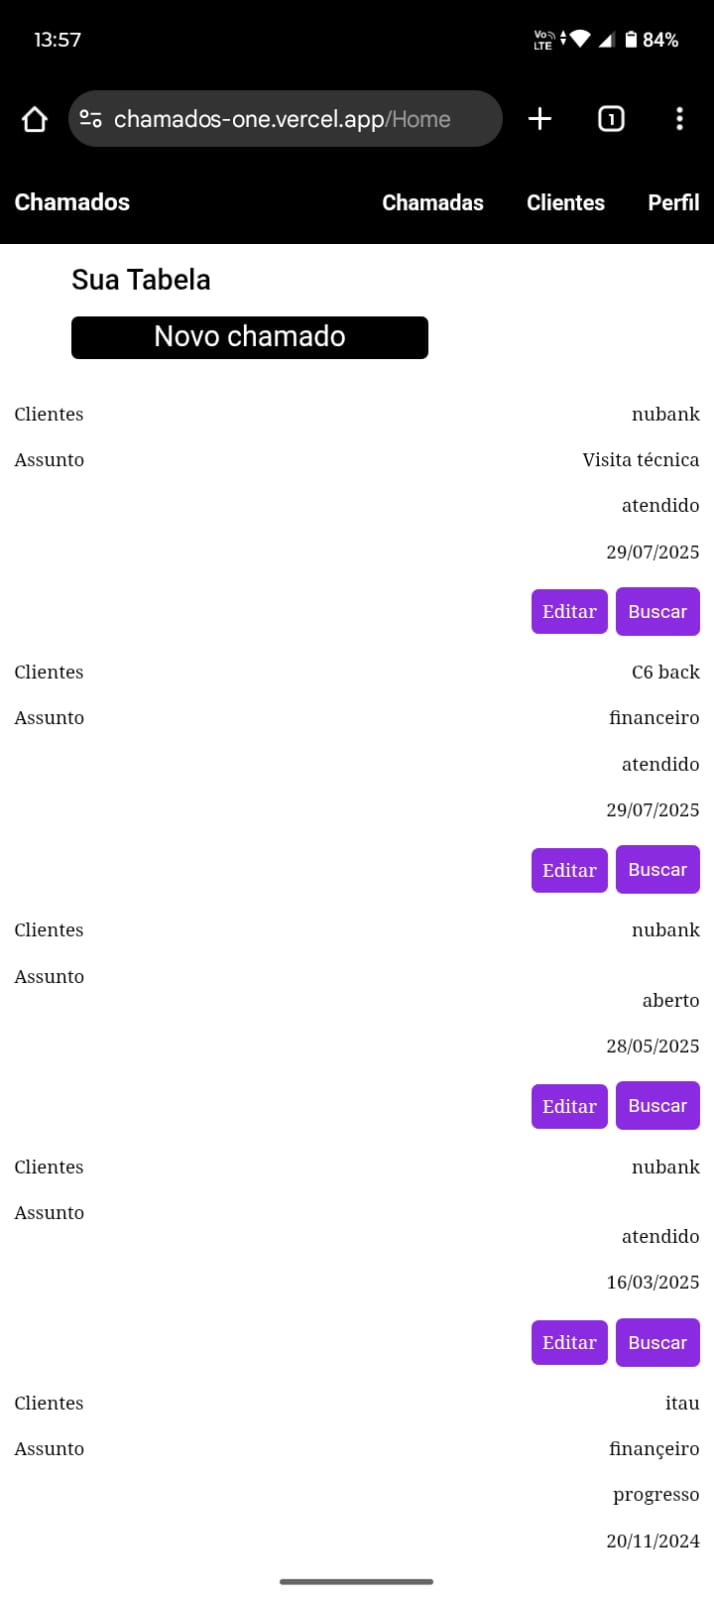 13:57 Vo LTE 84%
chamados-one.vercel.app/Home 1
Chamados Chamadas Clientes Perfil
Sua Tabela
Novo chamado
Clientes nubank
Assunto Visita técnica
atendido
29/07/2025
Editar Buscar
Clientes C6 back
Assunto financeiro
atendido
29/07/2025
Editar Buscar
Clientes nubank
Assunto
aberto
28/05/2025
Editar Buscar
Clientes nubank
Assunto
atendido
16/03/2025
Editar Buscar
Clientes itau
Assunto finançeiro
progresso
20/11/2024